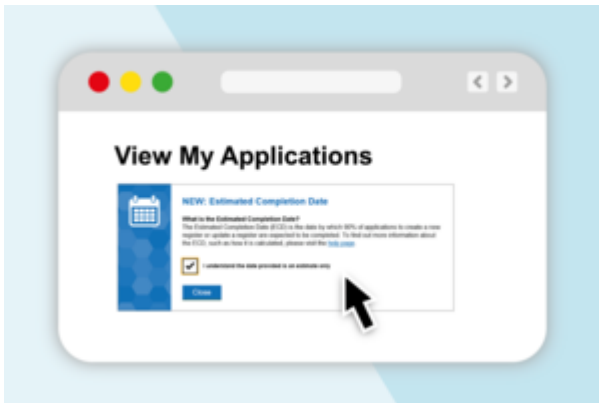 View My Applications
NEW: Estimated Completion Date
What is the Estimated Completion Date?
The Estimated Completion Date (ECD) is the date by which 90% of applications to create a new
register or update a register are expected to be completed. To find out more information about
the ECD, such as how it is calculated, please visit the help page
I understand the date provided is an estimate only
Close